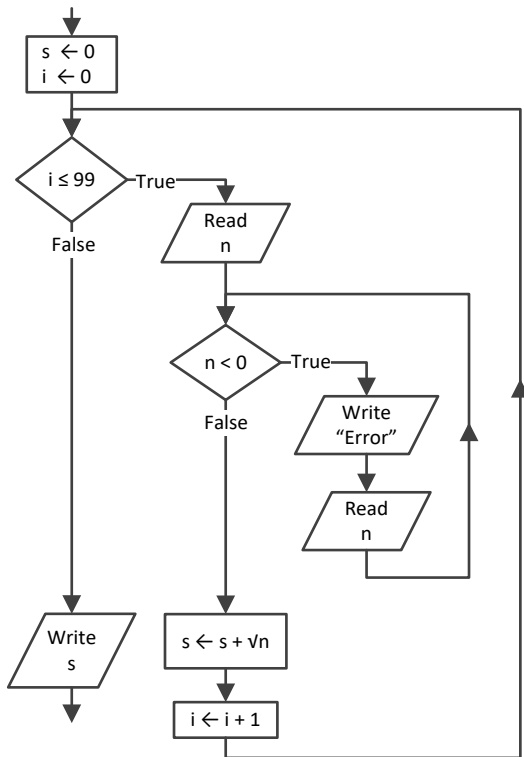 s ← 0
i ← 0
i ≤ 99
True
Read
n
False
n < 0
True
Write
“Error”
False
Read
n
Write
s
s ← s + √n
i ← i + 1